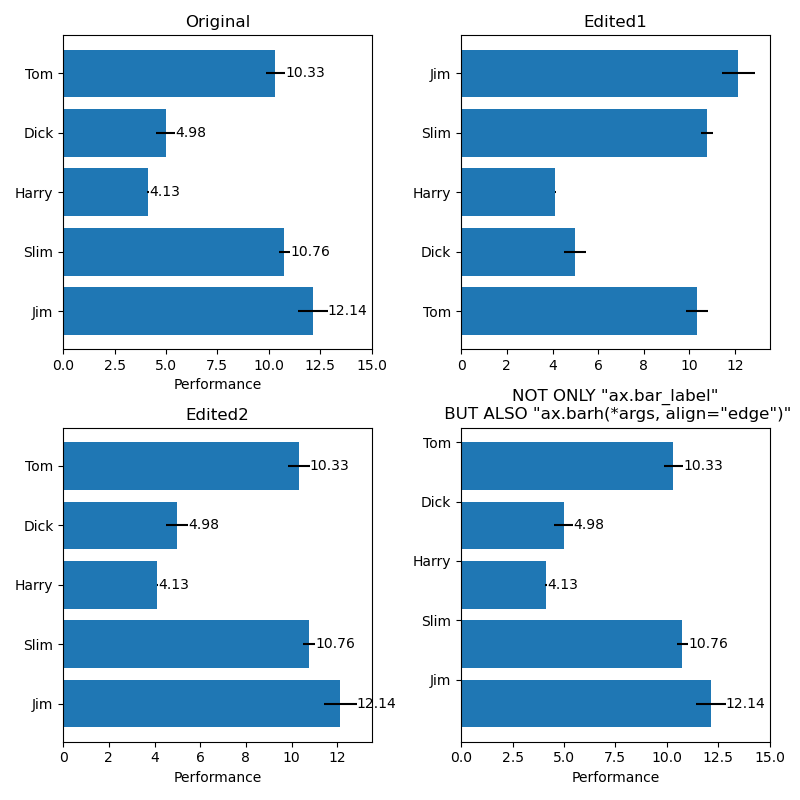 Original
Tom
Dick
Harry
Slim
Jim
10.33
4.98
4.13
10.76
12.14
0.0 2.5 5.0 7.5 10.0 12.5 15.0
Performance
Edited1
Jim
Slim
Harry
Dick
Tom
0 2 4 6 8 10 12
Edited2
Tom
Dick
Harry
Slim
Jim
10.33
4.98
4.13
10.76
12.14
0 2 4 6 8 10 12
Performance
NOT ONLY "ax.bar_label"
BUT ALSO "ax.barh(*args, align="edge")"
Tom
Dick
Harry
Slim
Jim
10.33
4.98
4.13
10.76
12.14
0.0 2.5 5.0 7.5 10.0 12.5 15.0
Performance